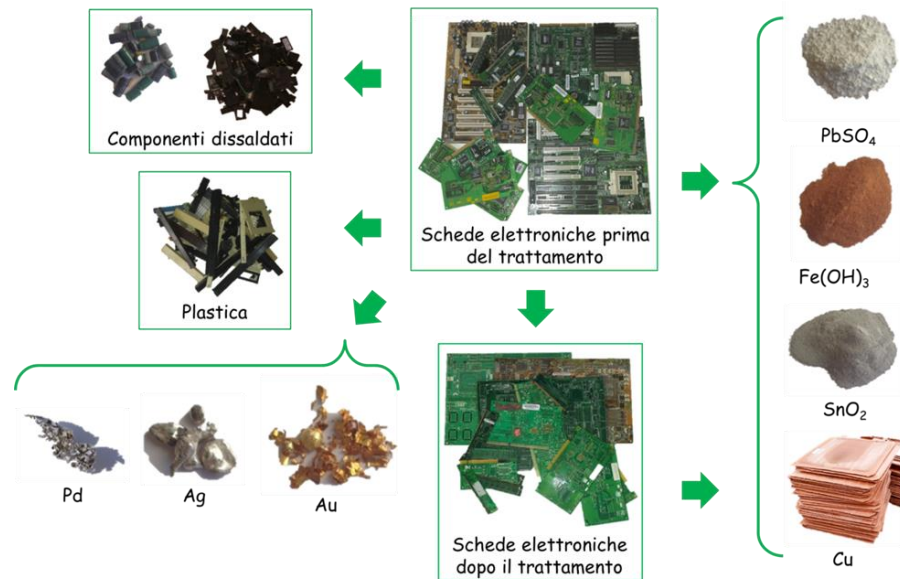 Componenti dissaldati
Schede elettroniche prima
del trattamento
Plastica
PbSO₄
Fe(OH)₃
SnO₂
Cu
Pd
Ag
Au
Schede elettroniche
dopo il trattamento